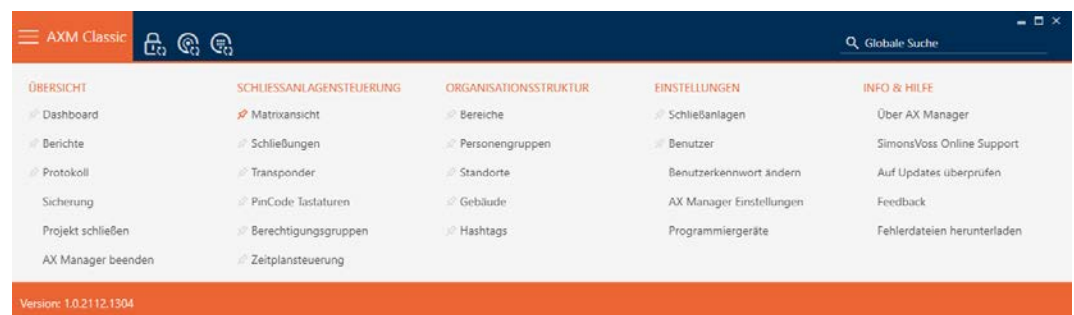 AXM Classic
Globale Suche
ÜBERSICHT
Dashboard
Berichte
Protokoll
Sicherung
Projekt schließen
AX Manager beenden
SCHLIESSANLAGENSTEUERUNG
Matrixansicht
Schließungen
Transponder
PinCode Tastaturen
Berechtigungsgruppen
Zeitplansteuerung
ORGANISATIONSSTRUKTUR
Bereiche
Personengruppen
Standorte
Gebäude
Hashtags
EINSTELLUNGEN
Schließanlagen
Benutzer
Benutzerkennwort ändern
AX Manager Einstellungen
Programmiergeräte
INFO & HILFE
Über AX Manager
SimonsVoss Online Support
Auf Updates überprüfen
Feedback
Fehlerdateien herunterladen
Version: 1.0.2112.1304